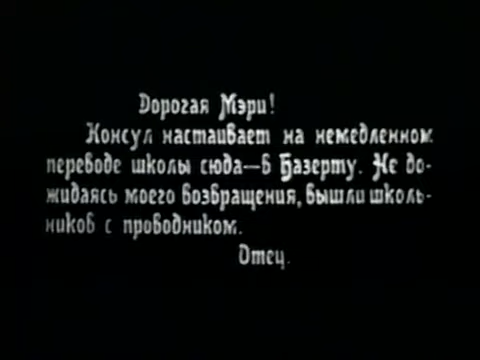 Дорогая Мэри!
Консул настаивает на немедленном
переводе школы сюда—в Базерту. Не до-
жидаясь моего возвращения, вышли школь-
ников с проводником.
Отец.